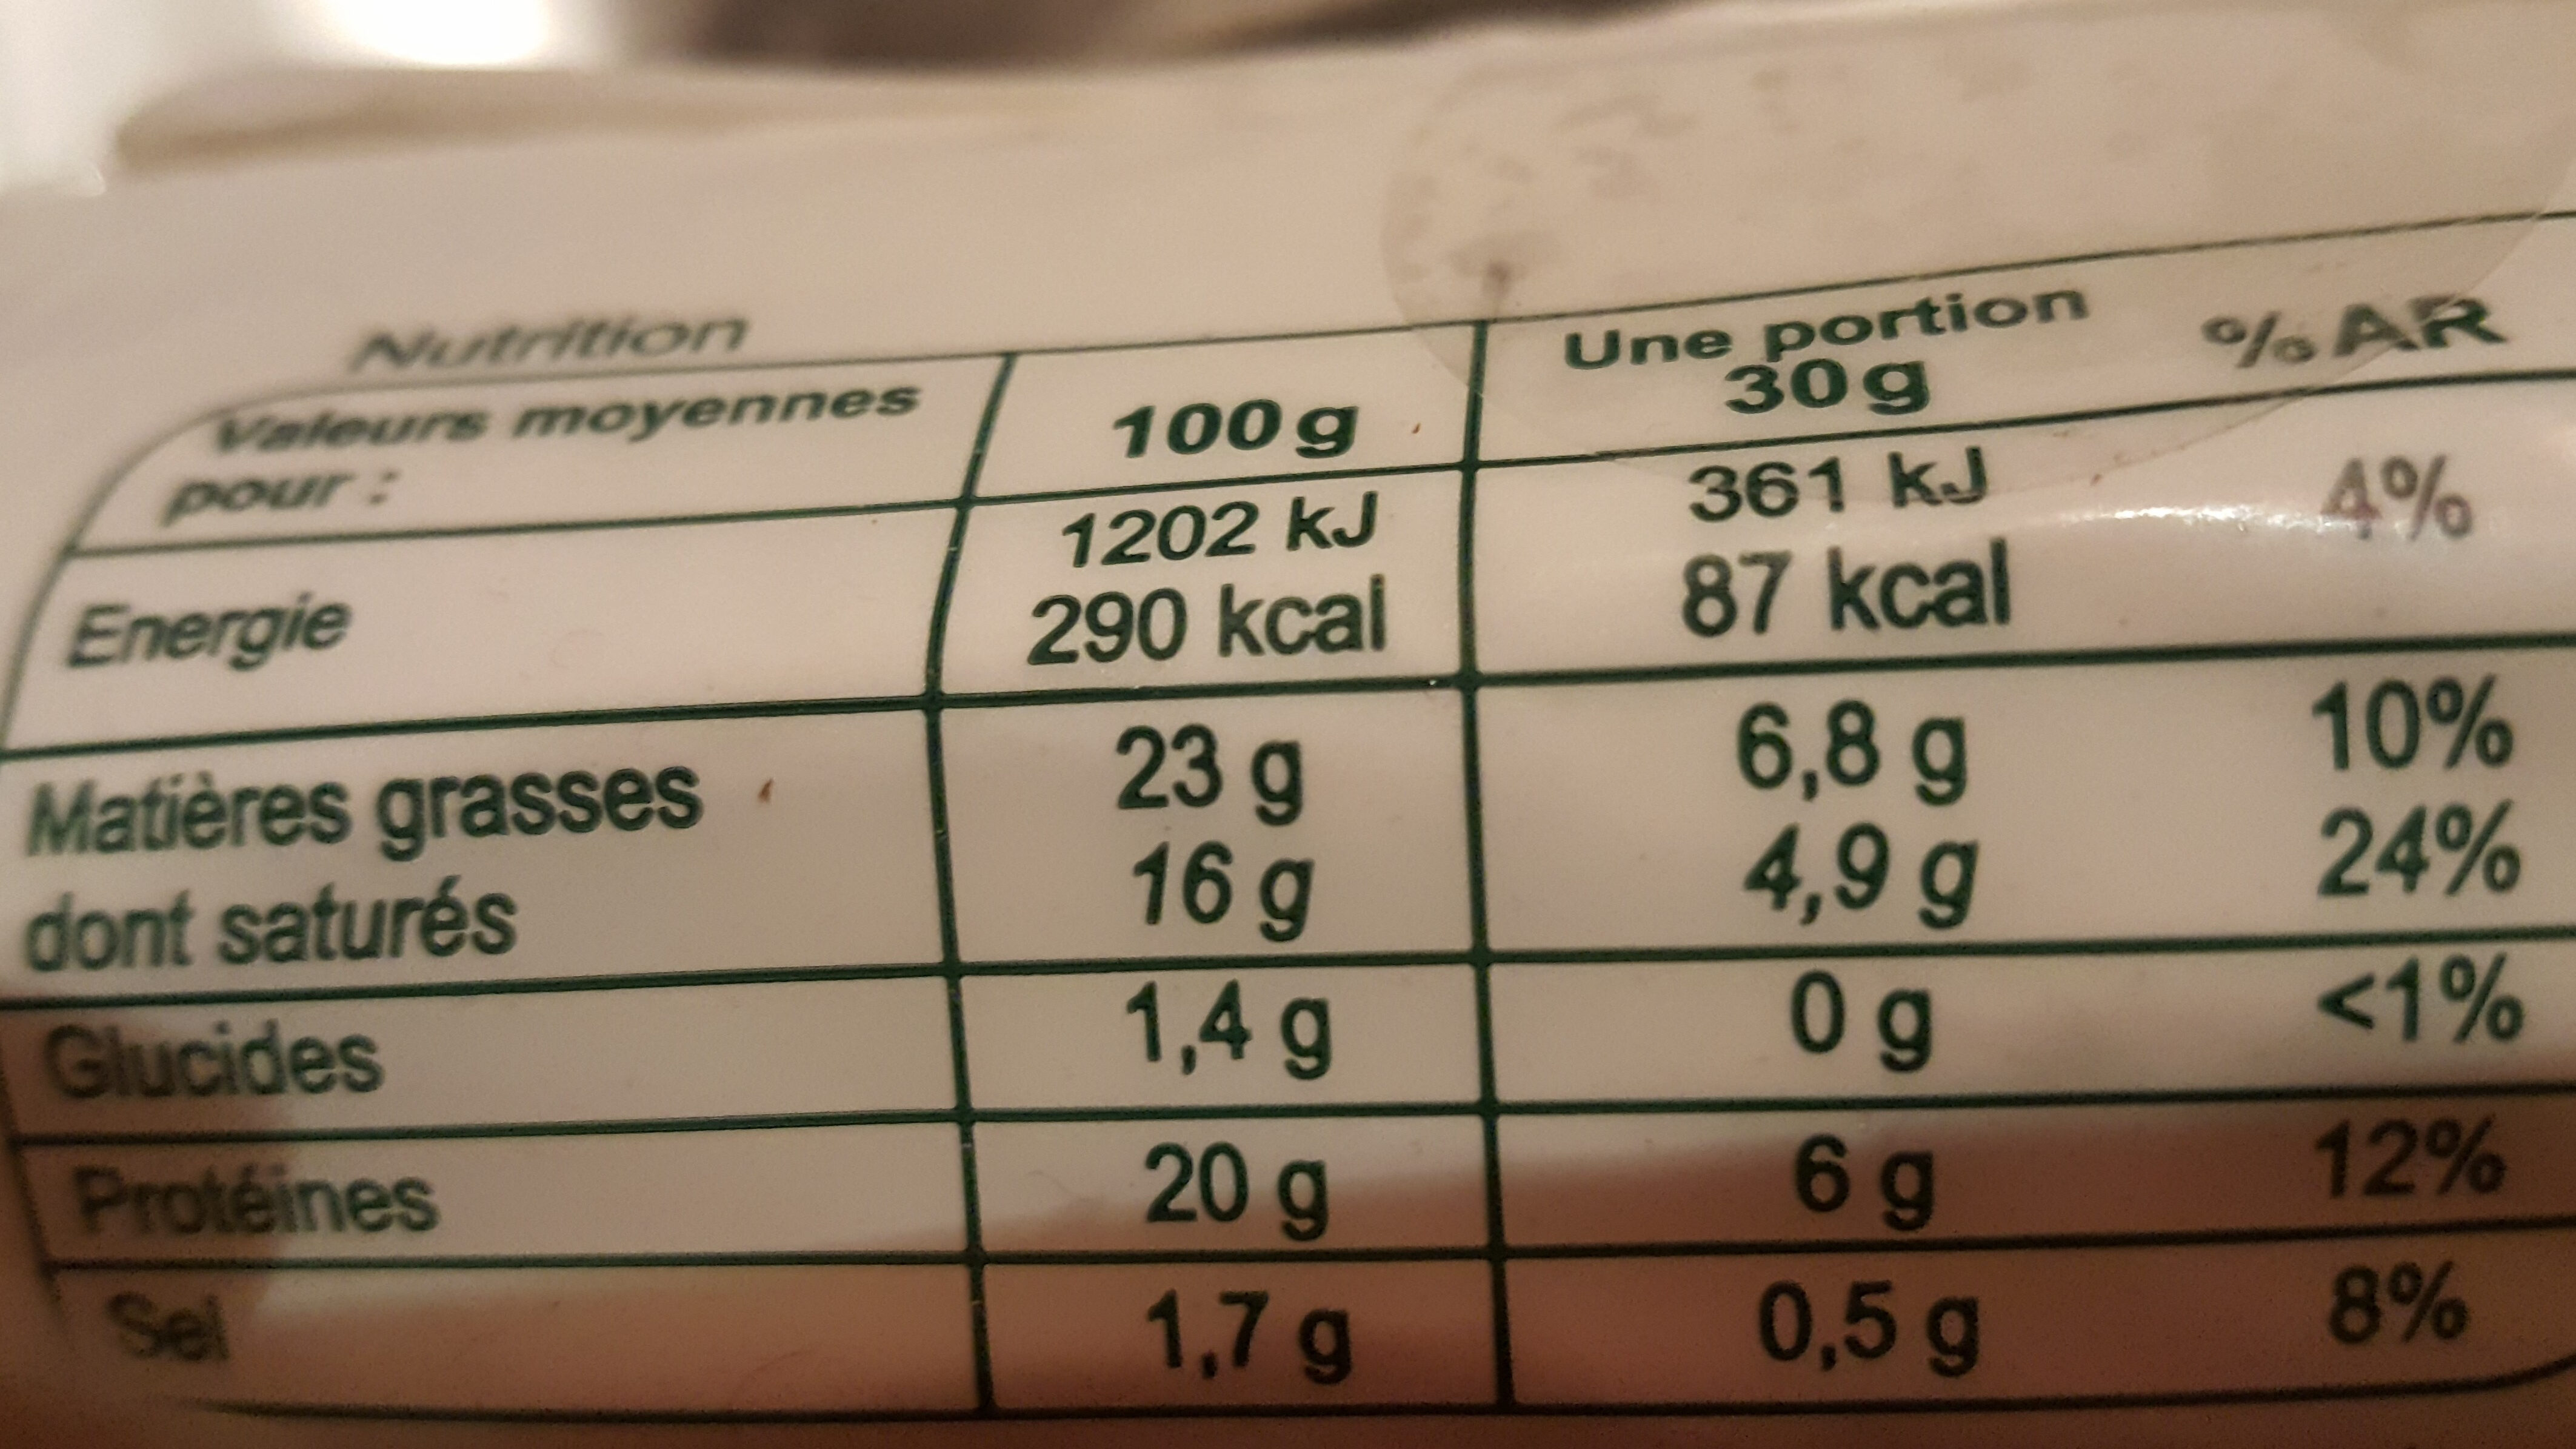 Nutrition
Valeurs moyennes pour : 100g Une portion 30g %AR
Energie 1202 kJ 361 kJ 4%
290 kcal 87 kcal
Matières grasses 23 g 6,8 g 10%
dont saturés 16 g 4,9 g 24%
Glucides 1,4 g 0 g <1%
Protéines 20 g 6 g 12%
Sel 1,7 g 0,5 g 8%